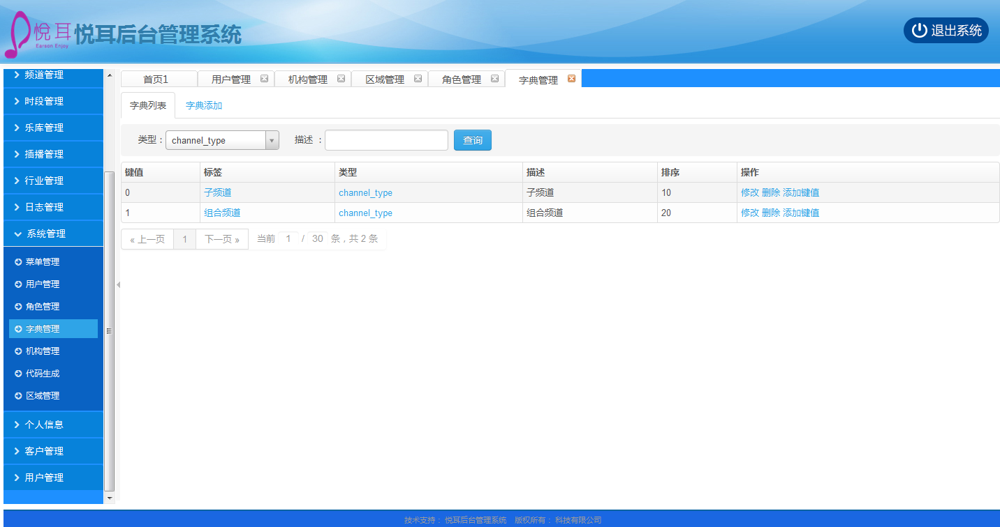 悦耳
Earson Enjoy
悦耳后台管理系统
退出系统
频道管理
时段管理
乐库管理
插播管理
行业管理
日志管理
系统管理
菜单管理
用户管理
角色管理
字典管理
机构管理
代码生成
区域管理
个人信息
客户管理
用户管理
首页1 用户管理 机构管理 区域管理 角色管理 字典管理
字典列表 字典添加
类型： channel_type 描述 ： 查询
键值 标签 类型 描述 排序 操作
0 子频道 channel_type 子频道 10 修改 删除 添加键值
1 组合频道 channel_type 组合频道 20 修改 删除 添加键值
« 上一页 1 下一页 » 当前 1 / 30 条，共 2 条
技术支持： 悦耳后台管理系统 版权所有： 科技有限公司